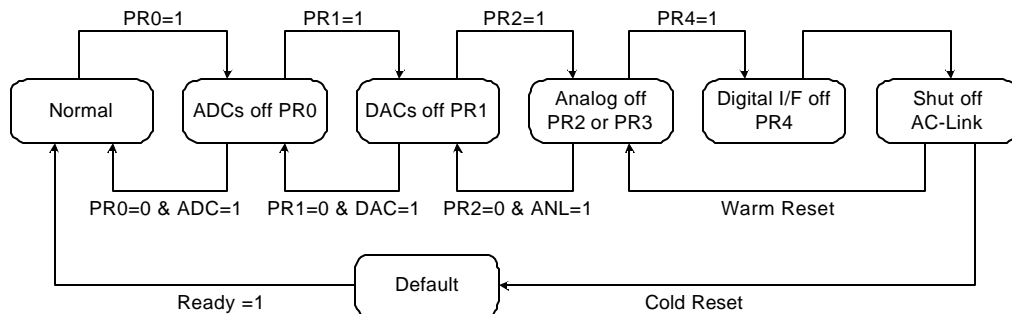 PR0=1
PR1=1
PR2=1
PR4=1
Normal
ADCs off PR0
DACs off PR1
Analog off
PR2 or PR3
Digital I/F off
PR4
Shut off
AC-Link
PR0=0 & ADC=1
PR1=0 & DAC=1
PR2=0 & ANL=1
Warm Reset
Default
Ready =1
Cold Reset